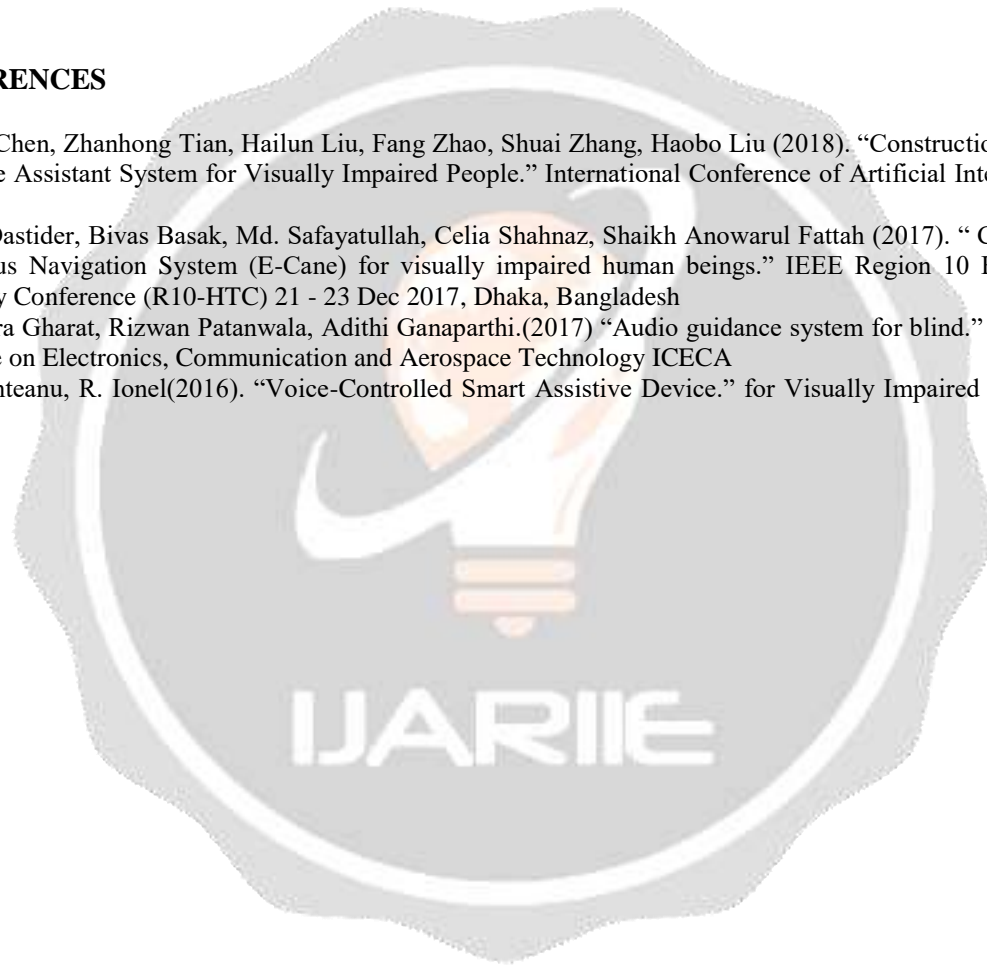 RENCES
Chen, Zhanhong Tian, Hailun Liu, Fang Zhao, Shuai Zhang, Haobo Liu (2018). “Constructio
Assistant System for Visually Impaired People.” International Conference of Artificial Inte
Dastider, Bivas Basak, Md. Safayatullah, Celia Shahnaz, Shaikh Anowarul Fattah (2017). “
us Navigation System (E-Cane) for visually impaired human beings.” IEEE Region 10
y Conference (R10-HTC) 21 - 23 Dec 2017, Dhaka, Bangladesh
ra Gharat, Rizwan Patanwala, Adithi Ganaparthi.(2017) “Audio guidance system for blind.”
e on Electronics, Communication and Aerospace Technology ICECA
nteanu, R. Ionel(2016). “Voice-Controlled Smart Assistive Device.” for Visually Impaired
IJARIIE